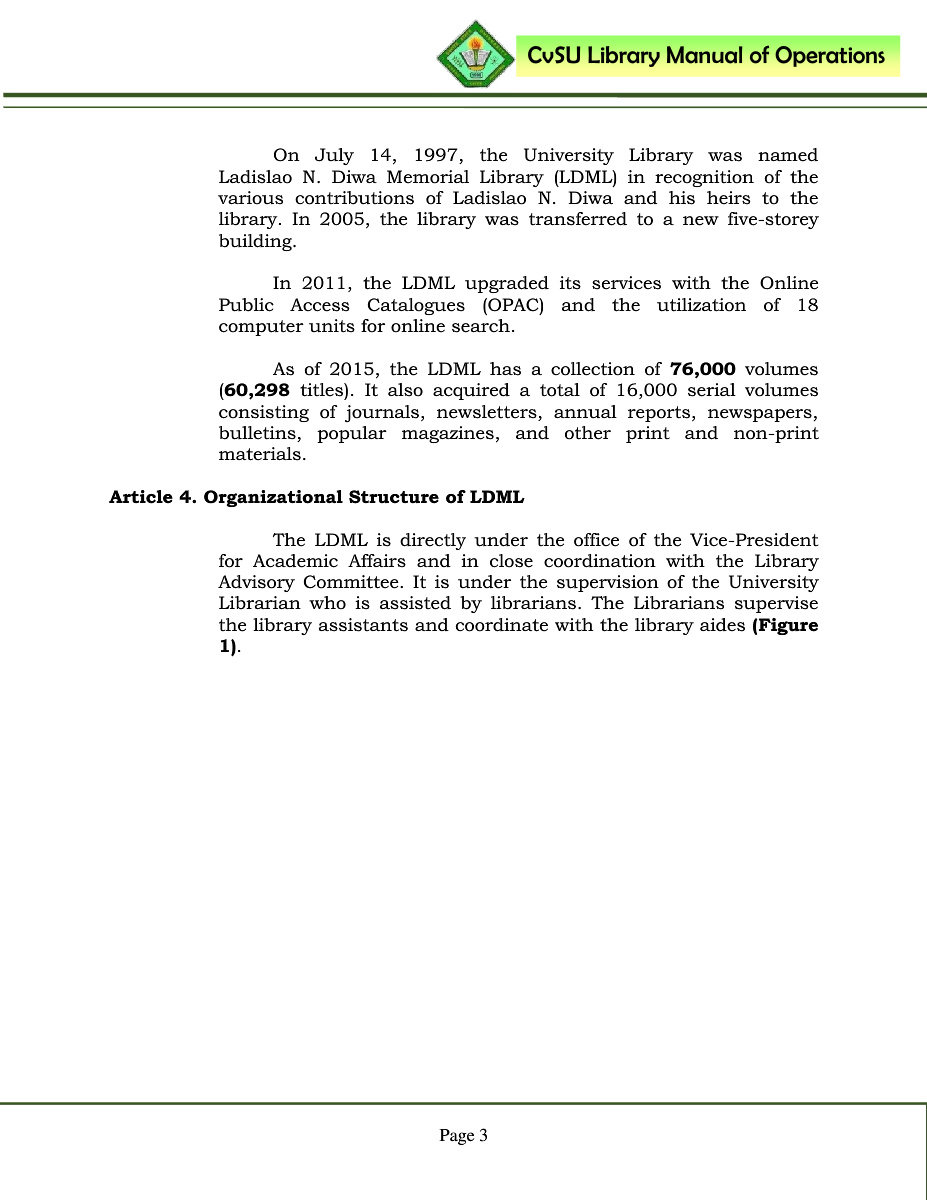 CvSU Library Manual of Operations
On July 14, 1997, the University Library was named
Ladislao N. Diwa Memorial Library (LDML) in recognition of the
various contributions of Ladislao N. Diwa and his heirs to the
library. In 2005, the library was transferred to a new five-storey
building.
In 2011, the LDML upgraded its services with the Online
Public Access Catalogues (OPAC) and the utilization of 18
computer units for online search.
As of 2015, the LDML has a collection of 76,000 volumes
(60,298 titles). It also acquired a total of 16,000 serial volumes
consisting of journals, newsletters, annual reports, newspapers,
bulletins, popular magazines, and other print and non-print
materials.
Article 4. Organizational Structure of LDML
The LDML is directly under the office of the Vice-President
for Academic Affairs and in close coordination with the Library
Advisory Committee. It is under the supervision of the University
Librarian who is assisted by librarians. The Librarians supervise
the library assistants and coordinate with the library aides (Figure
1).
Page 3